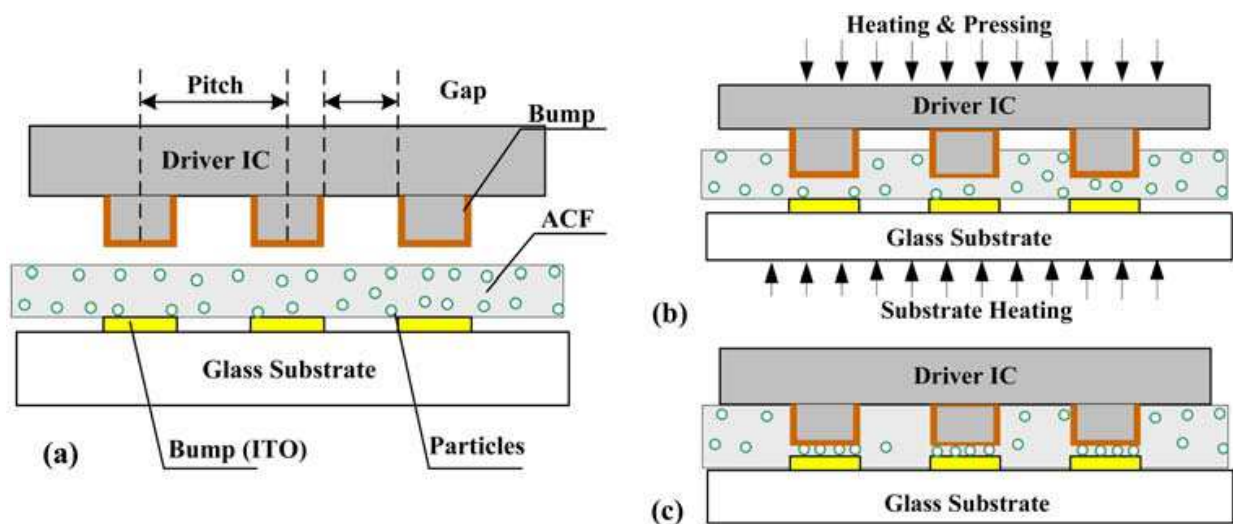 Pitch
Gap
Bump
Driver IC
ACF
Glass Substrate
(a)
Bump (ITO)
Particles
Heating & Pressing
Driver IC
Glass Substrate
(b)
Substrate Heating
Driver IC
Glass Substrate
(c)